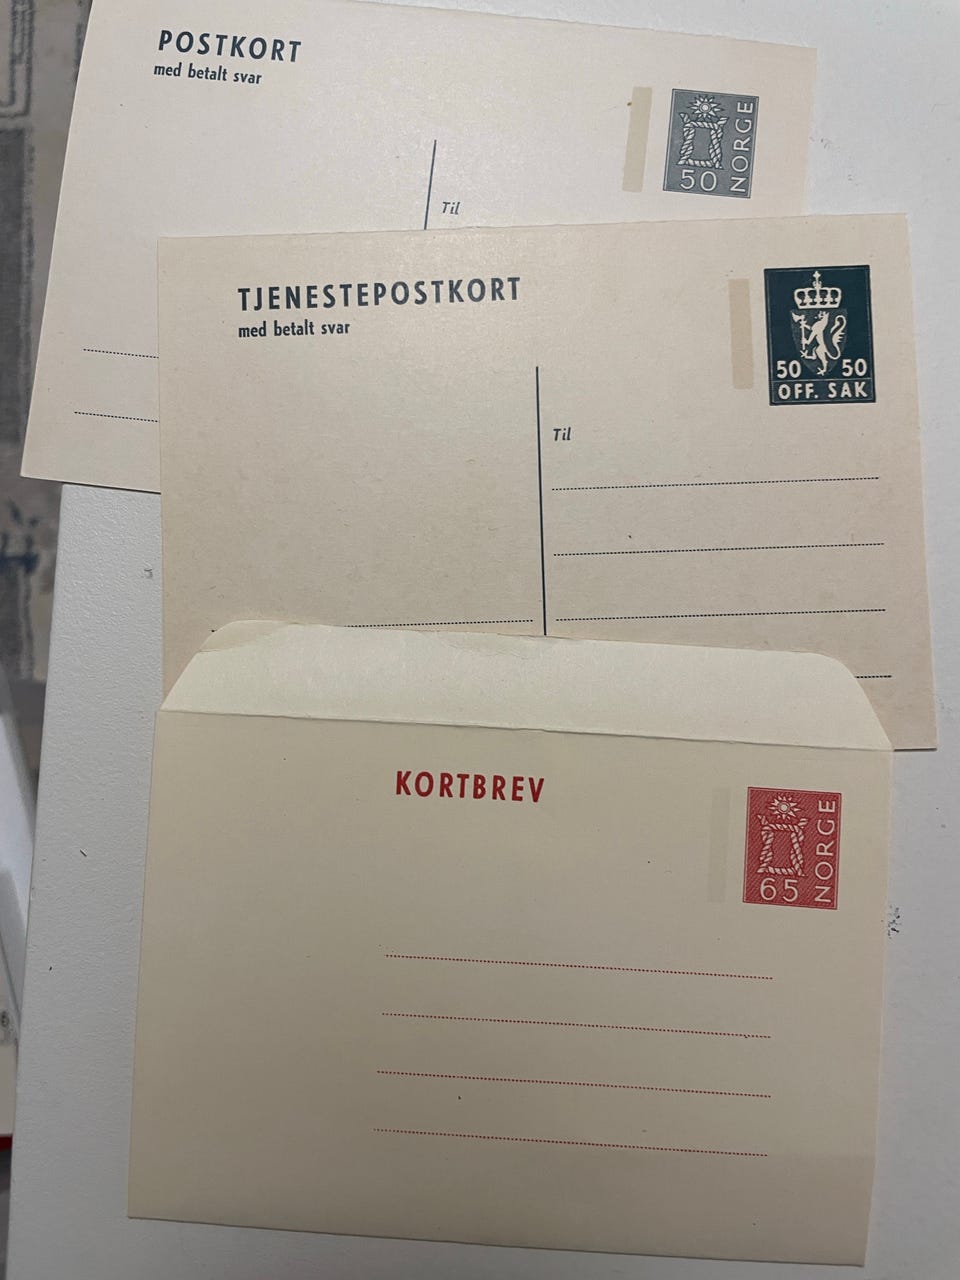 POSTKORT
med betalt svar
50 NORGE
Til
TJENESTEPOSTKORT
med betalt svar
50 50
OFF. SAK
Til
KORTBREV
65 NORGE